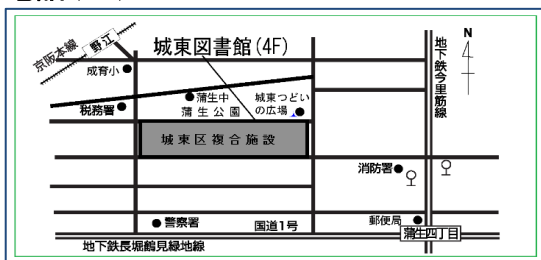 京阪本線
野江
城東図書館(4F)
N
地下鉄今里筋線
成育小
蒲生中
城東つどい
の広場
税務署
蒲生公園
城東区複合施設
消防署
警察署
国道1号
郵便局
蒲生四丁目
地下鉄長堀鶴見緑地線